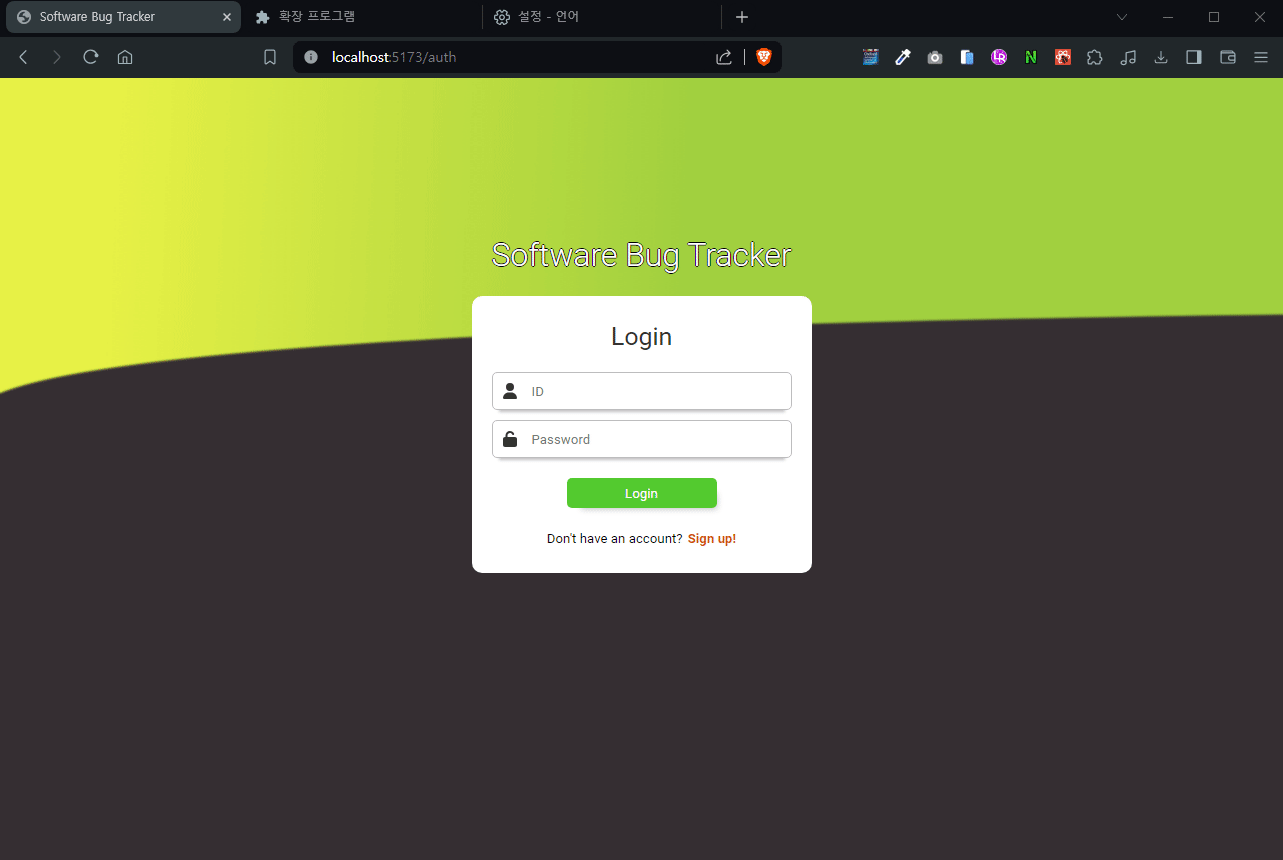 Software Bug Tracker
확장 프로그램
설정 - 언어
localhost:5173/auth
Software Bug Tracker
Login
ID
Password
Login
Don't have an account? Sign up!